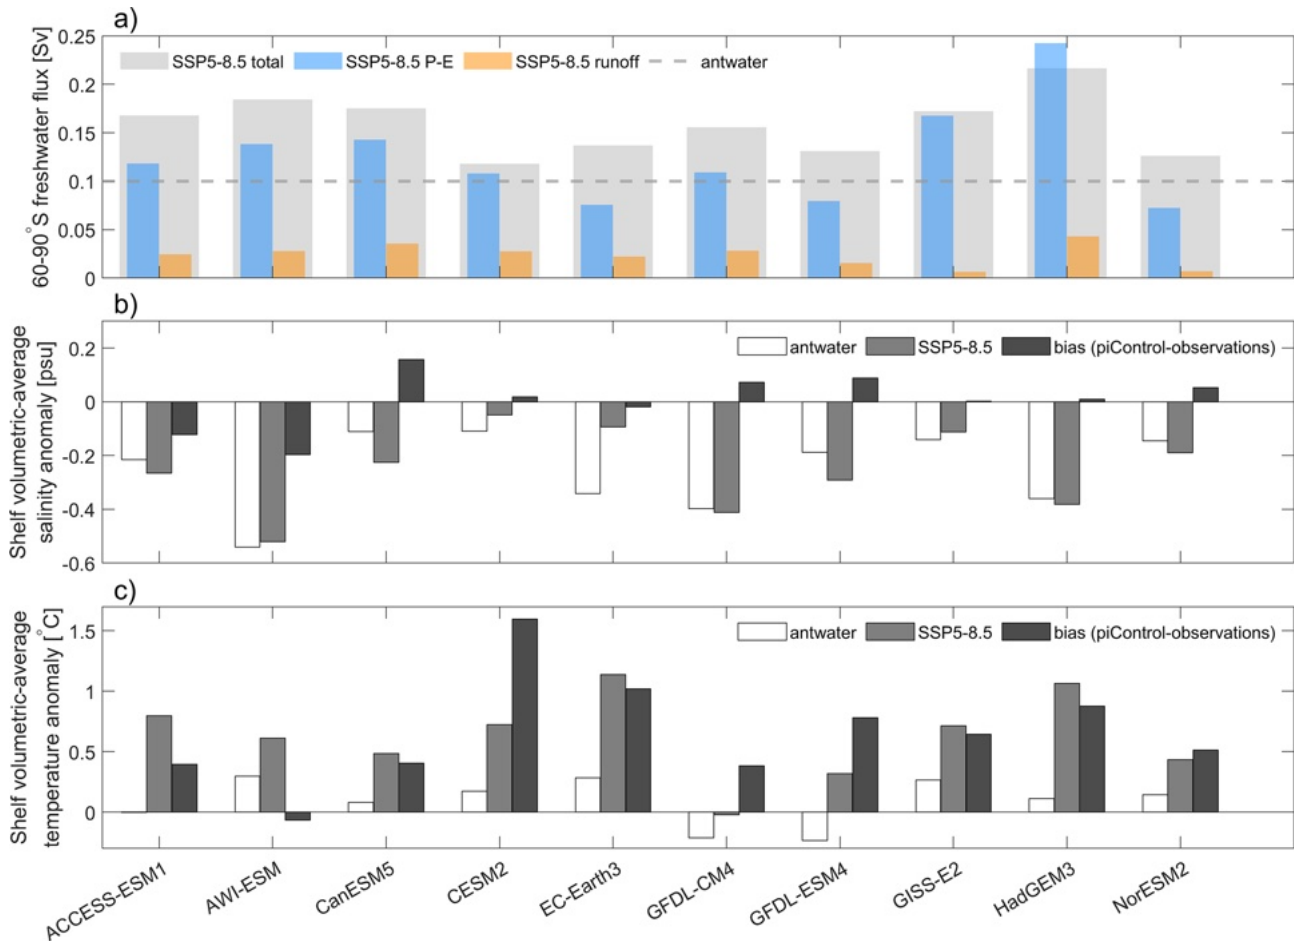 a)
60-90°S freshwater flux [Sv]
0.25
0.2
0.15
0.1
0.05
0
SSP5-8.5 total
SSP5-8.5 P-E
SSP5-8.5 runoff
antwater
b)
Shelf volumetric-average
salinity anomaly [psu]
0.2
0
-0.2
-0.4
-0.6
antwater
SSP5-8.5
bias (piControl-observations)
c)
Shelf volumetric-average
temperature anomaly [°C]
1.5
1
0.5
0
antwater
SSP5-8.5
bias (piControl-observations)
ACCESS-ESM1
AWI-ESM
CanESM5
CESM2
EC-Earth3
GFDL-CM4
GFDL-ESM4
GISS-E2
HadGEM3
NorESM2